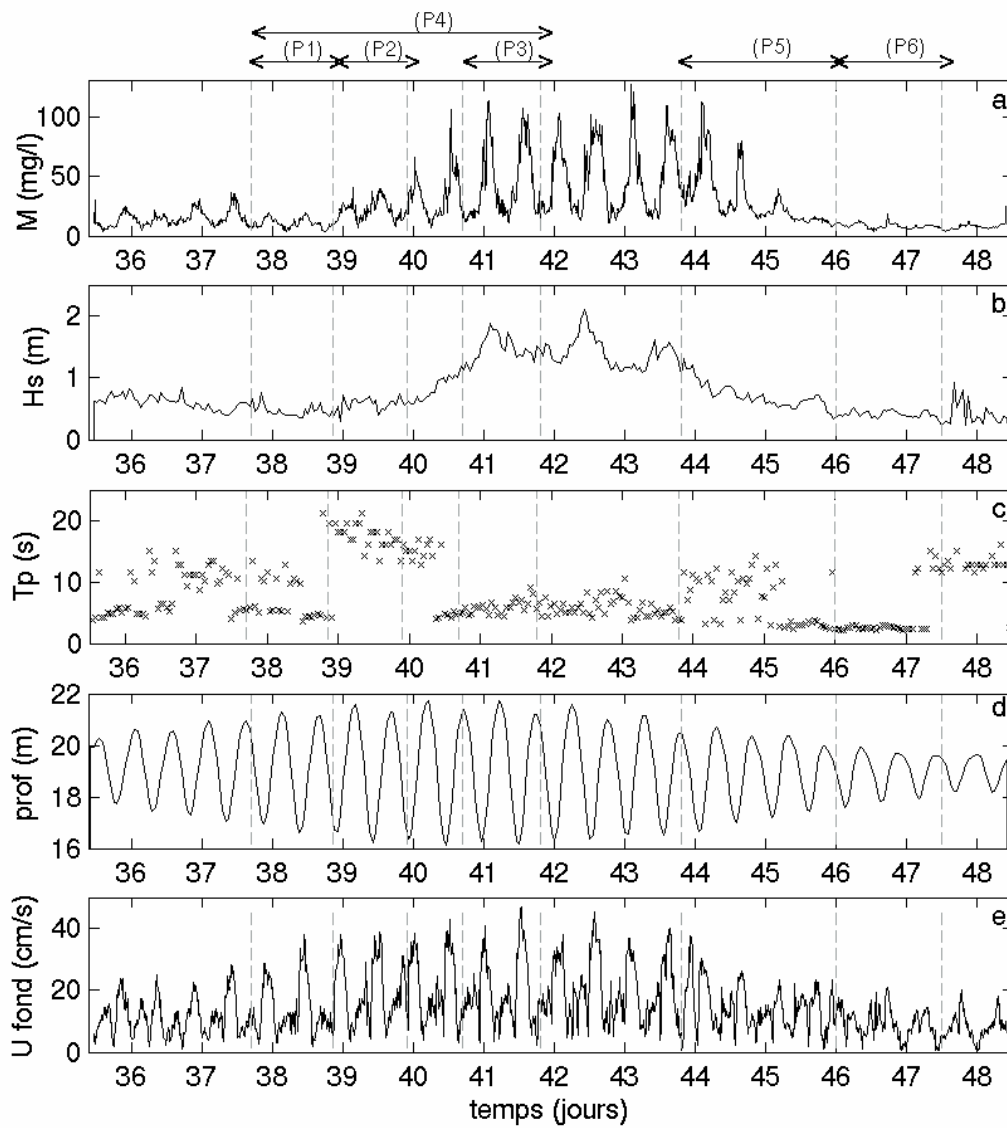 (P4)
(P1) (P2) (P3) (P5) (P6)
a
M (mg/l)
100
50
0
36 37 38 39 40 41 42 43 44 45 46 47 48
b
Hs (m)
2
1
0
36 37 38 39 40 41 42 43 44 45 46 47 48
c
Tp (s)
20
10
0
36 37 38 39 40 41 42 43 44 45 46 47 48
d
prof (m)
22
20
18
16
36 37 38 39 40 41 42 43 44 45 46 47 48
e
U fond (cm/s)
40
20
0
36 37 38 39 40 41 42 43 44 45 46 47 48
temps (jours)